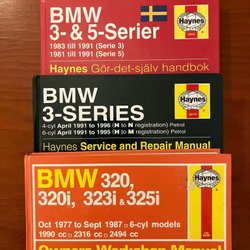 BMW
3- & 5-Serier
Haynes
1983 till 1991 (Serie 3)
1981 till 1991 (Serie 5)
Haynes Gör-det-själv handbok
BMW
3-SERIES
Haynes
4-cyl April 1991 to 1996 (H to N registration) Petrol
6-cyl April 1991 to 1995 (H to M registration) Petrol
Haynes Service and Repair Manual
BMW 320,
320i, 323i & 325i
Haynes
Oct 1977 to Sept 1987 6-cyl models
1990 cc 2316 cc 2494 cc
Owners Workshop Manual